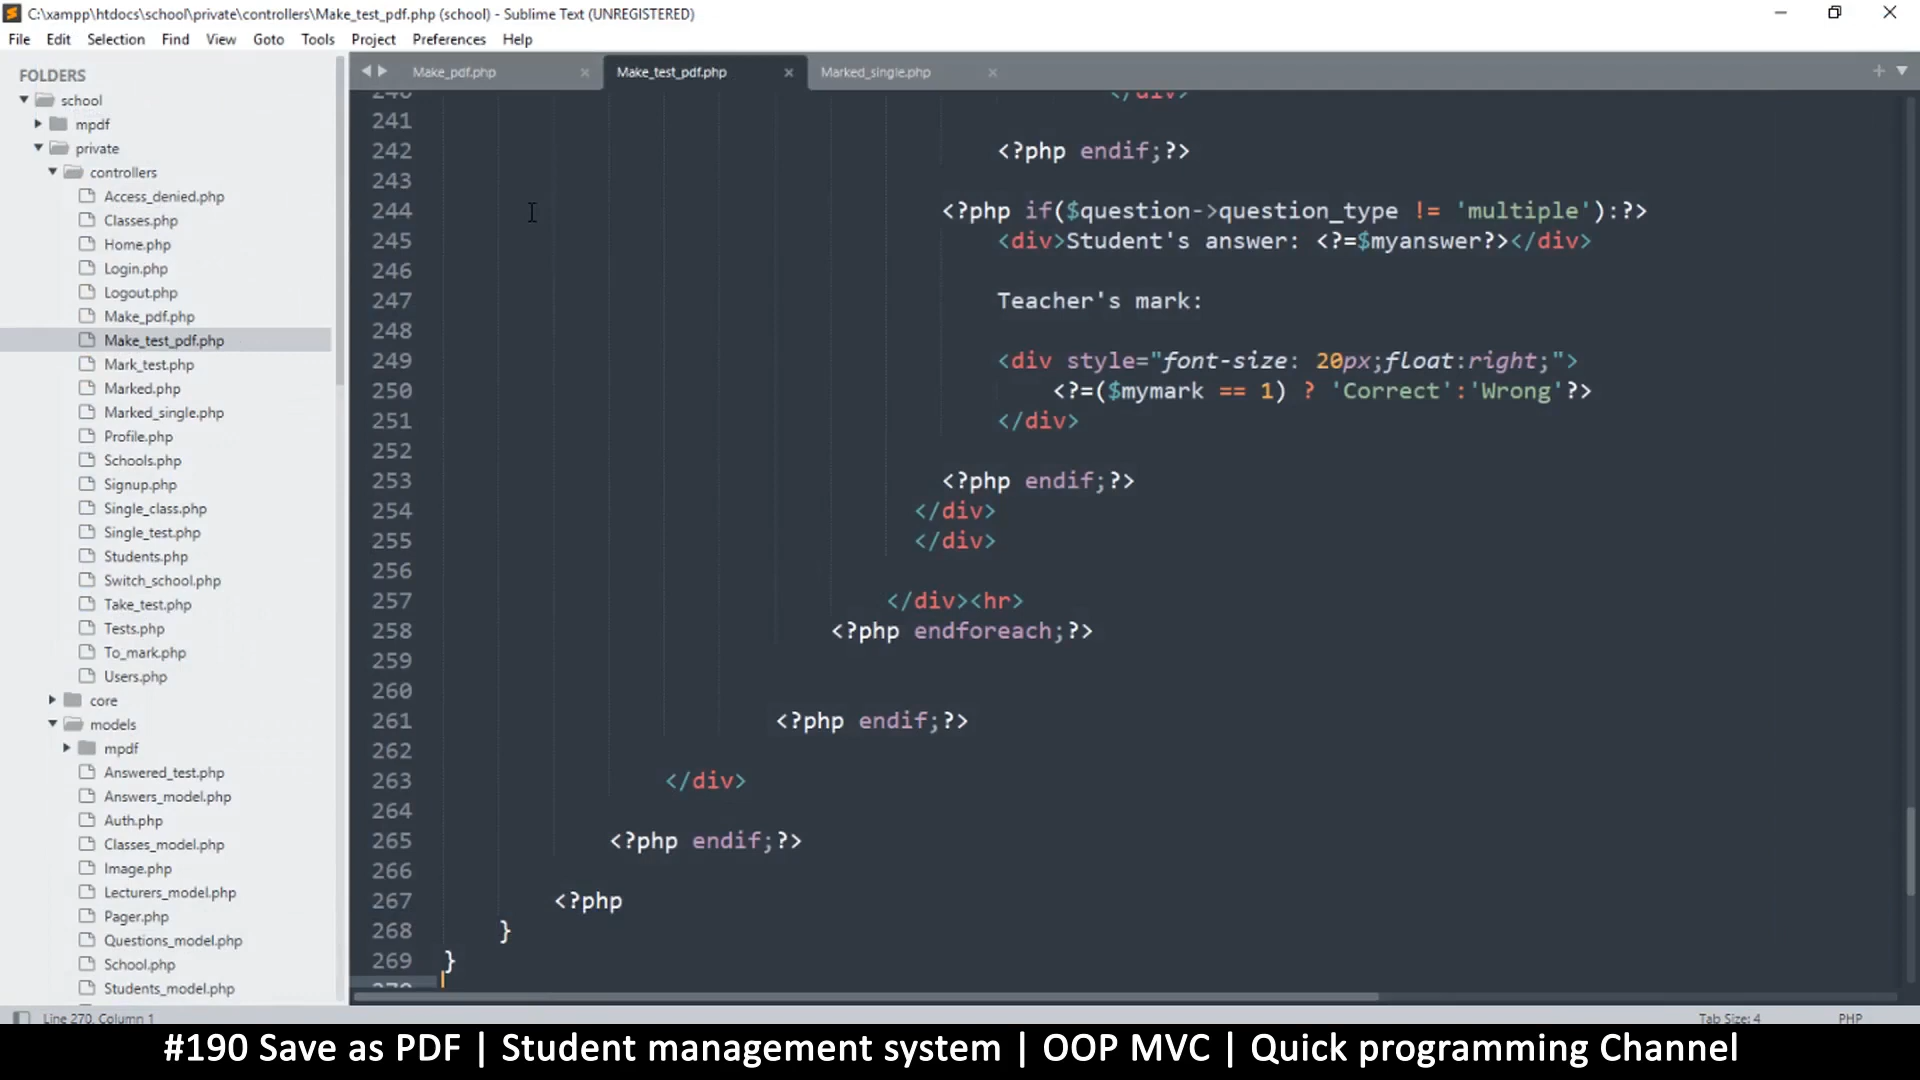 C:\xampp\htdocs\school\private\controllers\Make_test_pdf.php (school) - Sublime Text (UNREGISTERED)
File Edit Selection Find View Goto Tools Project Preferences Help
FOLDERS
school
mpdf
private
controllers
Access_denied.php
Classes.php
Home.php
Login.php
Logout.php
Make_pdf.php
Make_test_pdf.php
Mark_test.php
Marked.php
Marked_single.php
Profile.php
Schools.php
Signup.php
Single_class.php
Single_test.php
Students.php
Switch_school.php
Take_test.php
Tests.php
To_mark.php
Users.php
core
models
mpdf
Answered_test.php
Answers_model.php
Auth.php
Classes_model.php
Image.php
Lecturers_model.php
Pager.php
Questions_model.php
School.php
Students_model.php
Make_pdf.php Make_test_pdf.php Marked_single.php
240 </div>
241
242 <?php endif;?>
243
244 <?php if($question->question_type != 'multiple'):?>
245 <div>Student's answer: <?=$myanswer?></div>
246
247 Teacher's mark:
248
249 <div style="font-size: 20px;float:right;">
250 <?=($mymark == 1) ? 'Correct':'Wrong'?>
251 </div>
252
253 <?php endif;?>
254 </div>
255 </div>
256
257 </div><hr>
258 <?php endforeach;?>
259
260
261 <?php endif;?>
262
263 </div>
264
265 <?php endif;?>
266
267 <?php
268 }
269 }
270
Line 270, Column 1 Tab Size: 4 PHP
#190 Save as PDF | Student management system | OOP MVC | Quick programming Channel